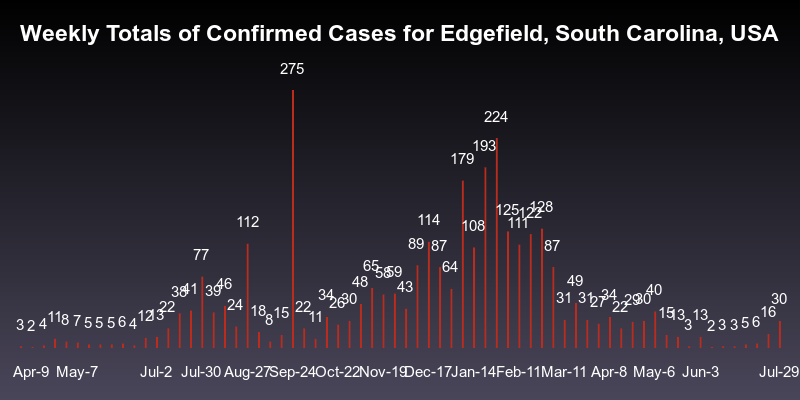 Weekly Totals of Confirmed Cases for Edgefield, South Carolina, USA
3 2 4 11 8 7 5 5 5 6 4 12 13 22 38 41 77 39 46 24 112 18 8 15 275 22 11 34 26 30 48 65 58 59 43 89 114 87 64 179 108 193 224 125 111 122 128 87 31 49 31 27 34 22 29 30 40 15 13 3 13 2 3 3 5 6 16 30
Apr-9 May-7 Jul-2 Jul-30 Aug-27 Sep-24 Oct-22 Nov-19 Dec-17 Jan-14 Feb-11 Mar-11 Apr-8 May-6 Jun-3 Jul-29